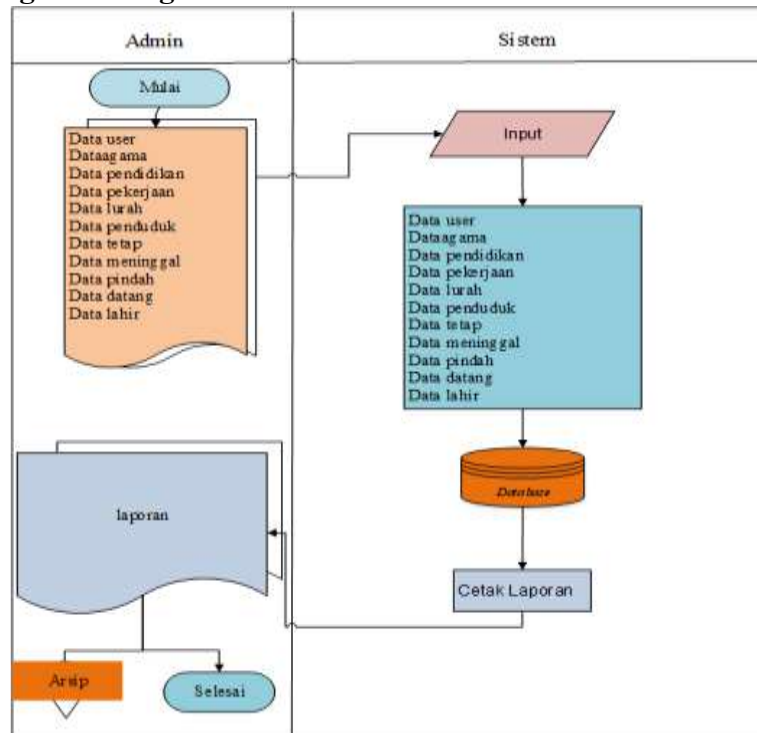 Admin
Sistem
Mulai
Data user
Dataagama
Data pendidikan
Data pekerjaan
Data lurah
Data penduduk
Data tetap
Data meninggal
Data pindah
Data datang
Data lahir
Input
Data user
Dataagama
Data pendidikan
Data pekerjaan
Data lurah
Data penduduk
Data tetap
Data meninggal
Data pindah
Data datang
Data lahir
Database
Cetak Laporan
laporan
Arsip
Selesai